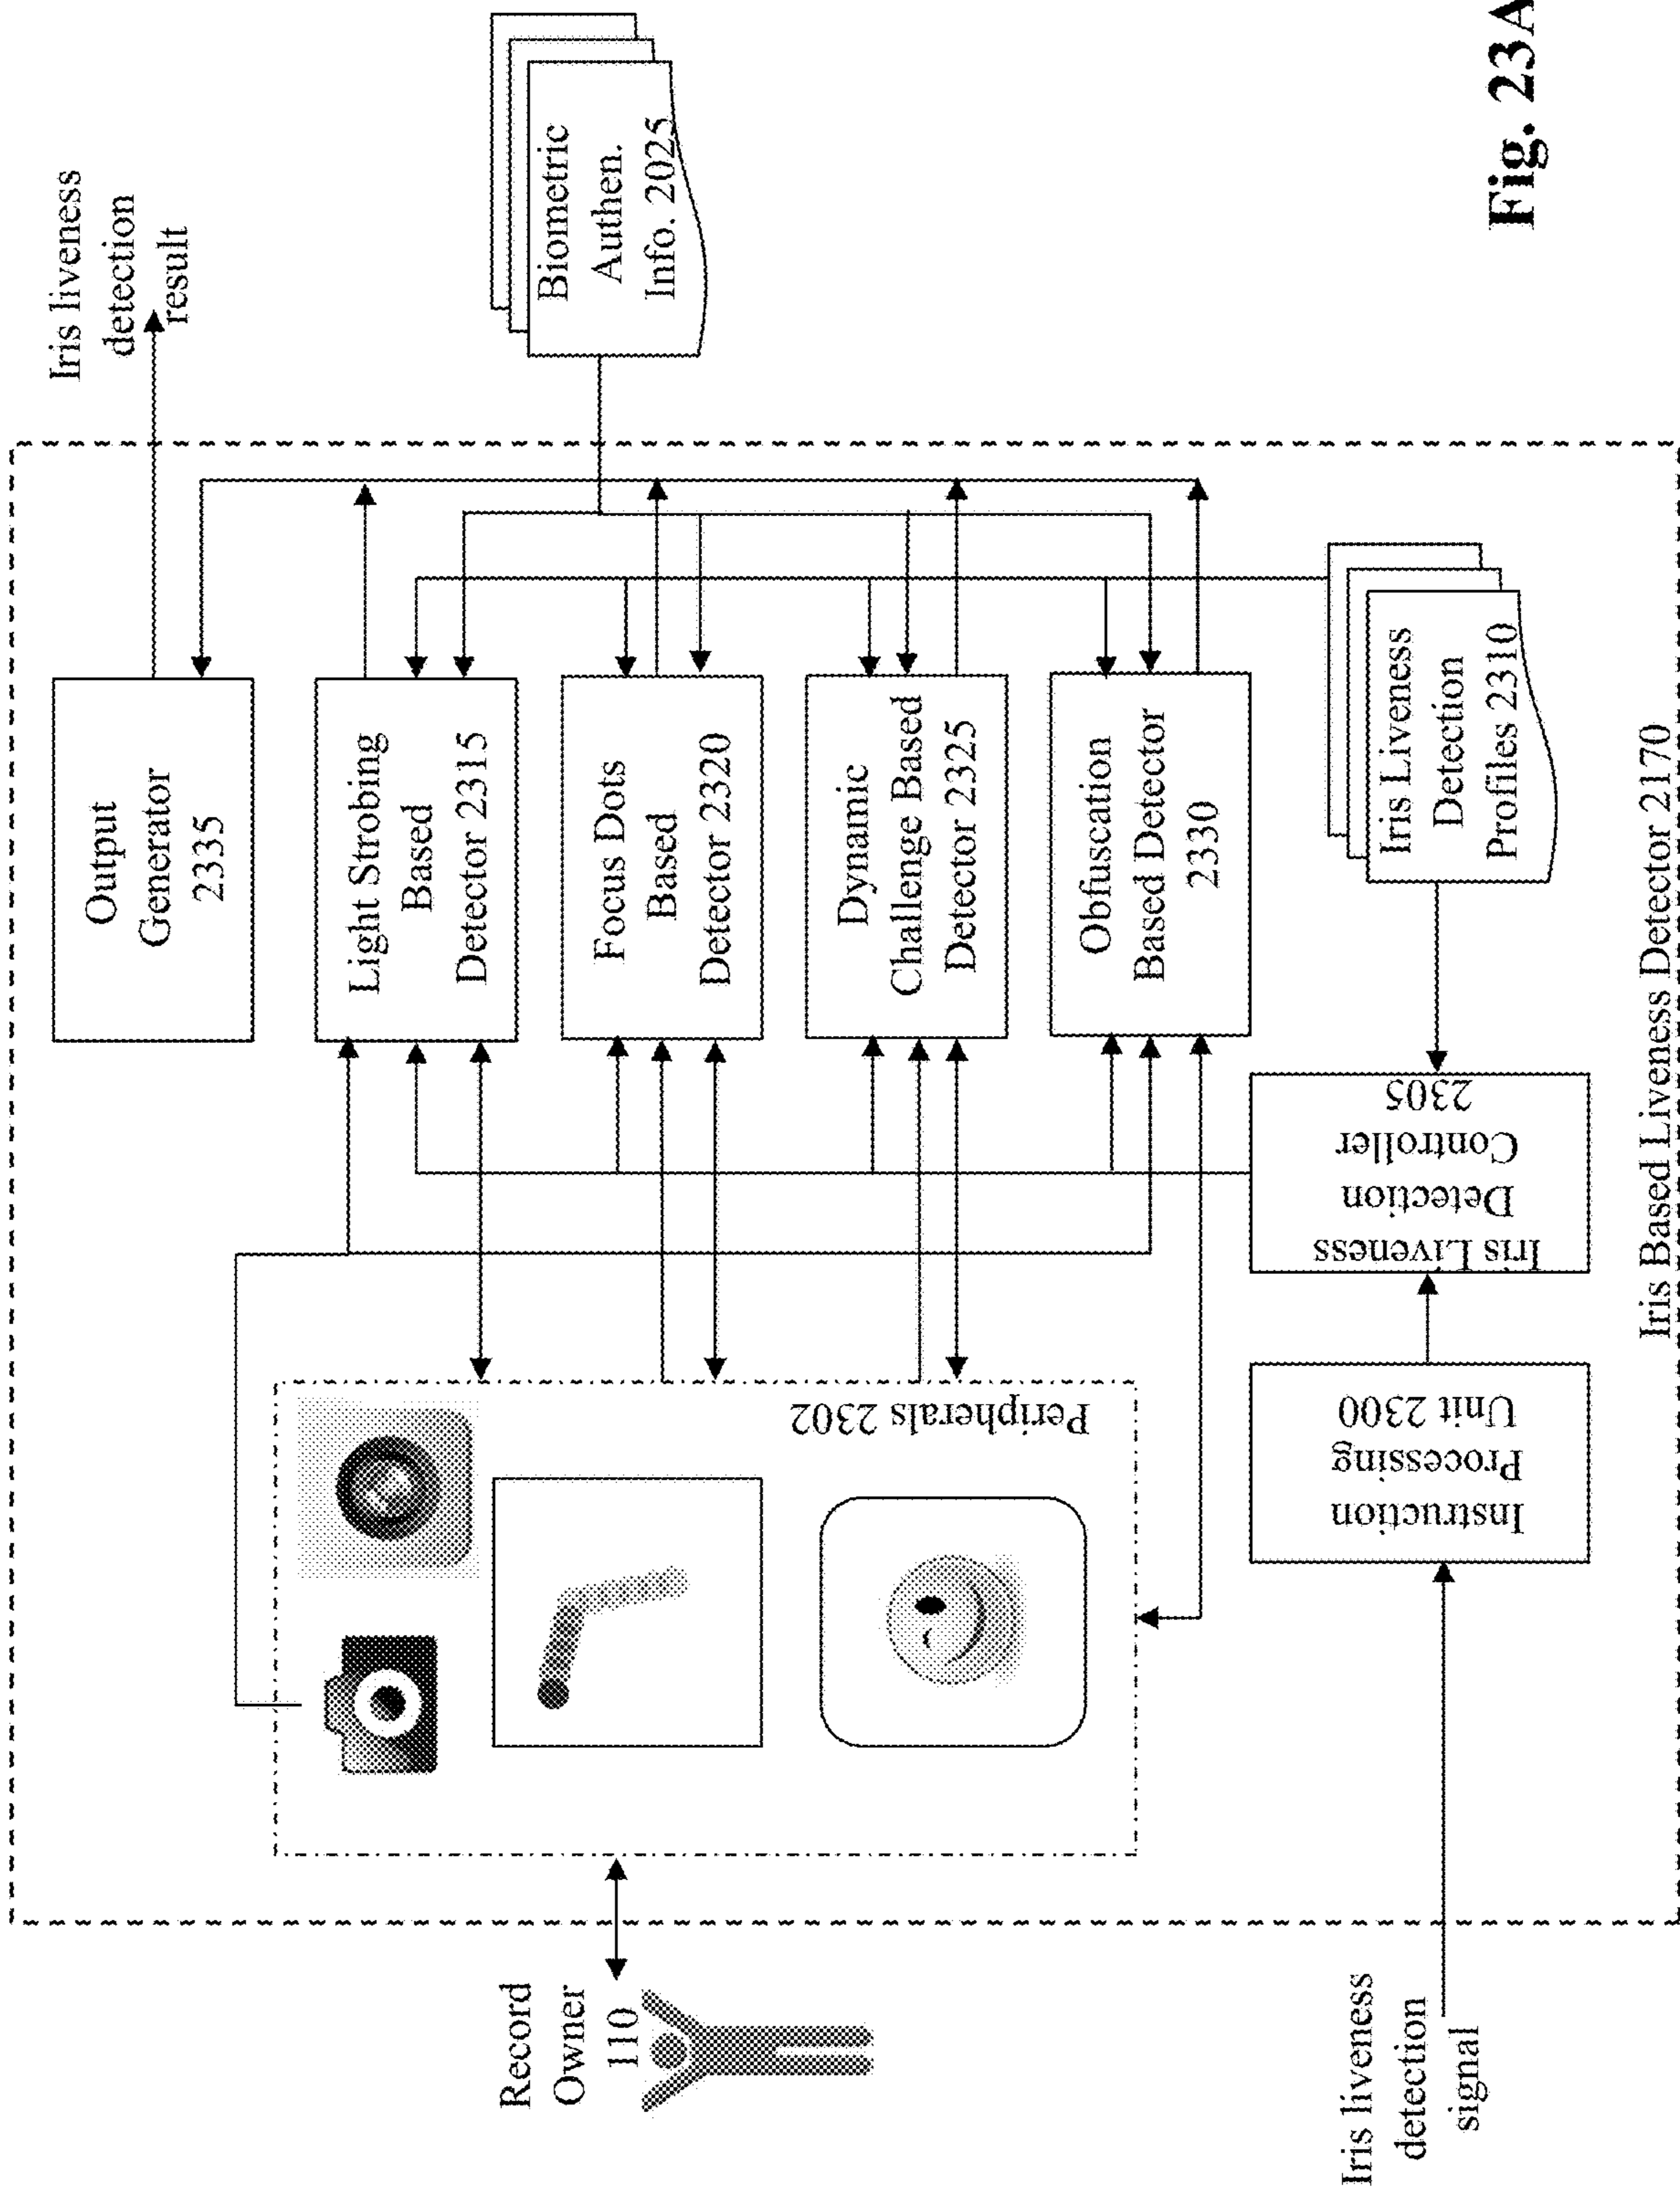 Iris liveness
detection
result
Output
Generator
2335
Light Strobing
Based
Detector 2315
Focus Dots
Based
Detector 2320
Dynamic
Challenge Based
Detector 2325
Obfuscation
Based Detector
2330
Biometric
Authen.
Info. 2025
Iris Liveness
Detection
Profiles 2310
Iris Liveness
Detection
Controller
2305
Instruction
Processing
Unit 2300
Peripherals 2302
Record
Owner
110
Iris liveness
detection
signal
Iris Based Liveness Detector 2170
Fig. 23A